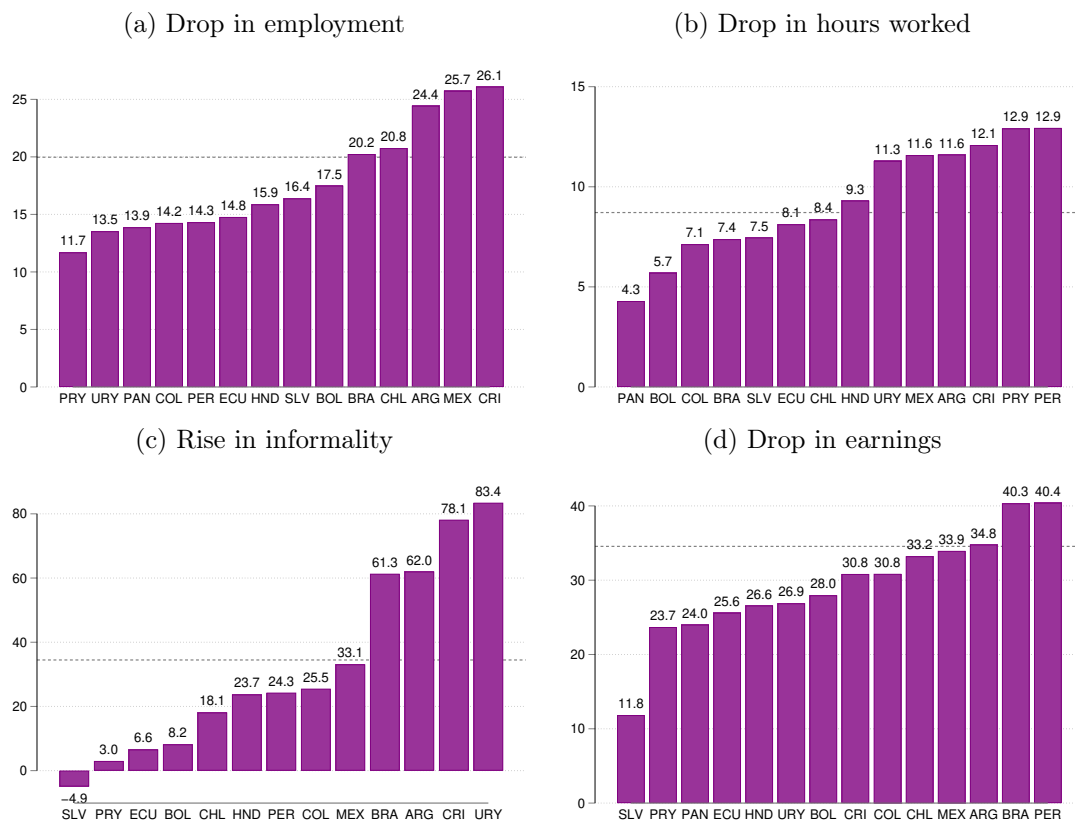 (a) Drop in employment
25
20
15
10
5
0
11.7 13.5 13.9 14.2 14.3 14.8 15.9 16.4 17.5 20.2 20.8 24.4 25.7 26.1
PRY URY PAN COL PER ECU HND SLV BOL BRA CHL ARG MEX CRI
(b) Drop in hours worked
15
10
5
0
4.3 5.7 7.1 7.4 7.5 8.1 8.4 9.3 11.3 11.6 11.6 12.1 12.9 12.9
PAN BOL COL BRA SLV ECU CHL HND URY MEX ARG CRI PRY PER
(c) Rise in informality
80
60
40
20
0
−4.9 3.0 6.6 8.2 18.1 23.7 24.3 25.5 33.1 61.3 62.0 78.1 83.4
SLV PRY ECU BOL CHL HND PER COL MEX BRA ARG CRI URY
(d) Drop in earnings
40
30
20
10
0
11.8 23.7 24.0 25.6 26.6 26.9 28.0 30.8 30.8 33.2 33.9 34.8 40.3 40.4
SLV PRY PAN ECU HND URY BOL CRI COL CHL MEX ARG BRA PER